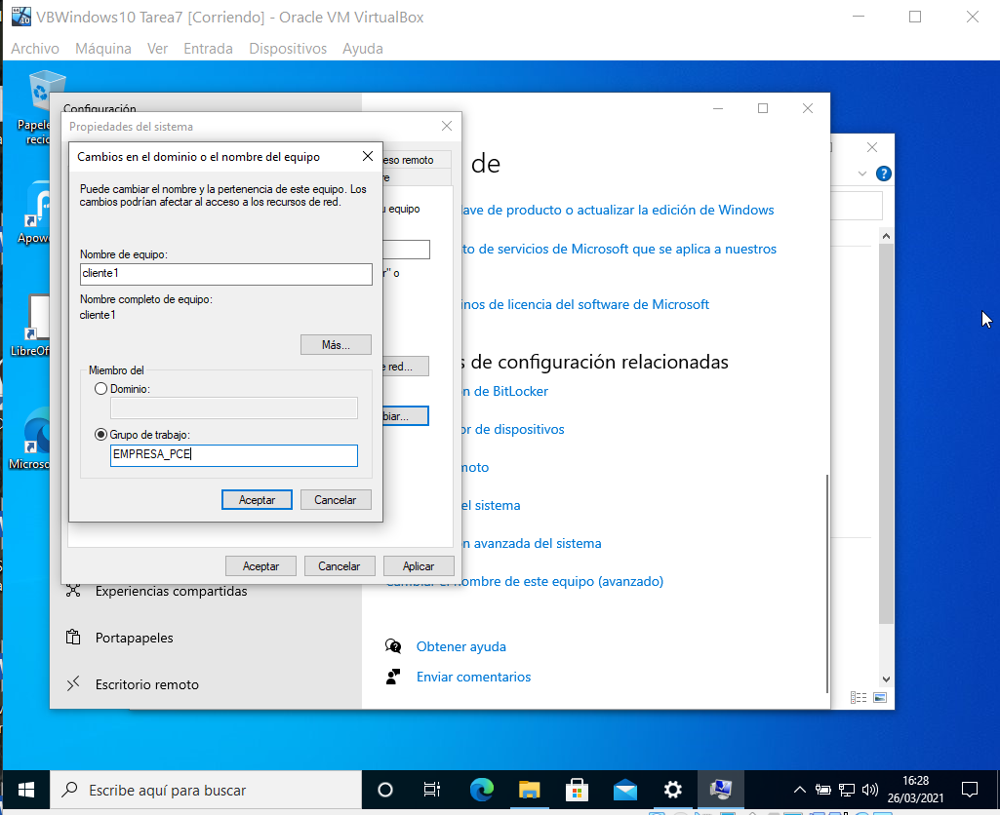 VBWindows10 Tarea7 [Corriendo] - Oracle VM VirtualBox
Archivo Máquina Ver Entrada Dispositivos Ayuda
Configuración
Propiedades del sistema
Cambios en el dominio o el nombre del equipo
Puede cambiar el nombre y la pertenencia de este equipo. Los
cambios podrían afectar al acceso a los recursos de red.
Nombre de equipo:
cliente1
Nombre completo de equipo:
cliente1
Más...
Miembro del
Dominio:
Grupo de trabajo:
EMPRESA_PCE
Aceptar Cancelar
eso remoto
re
u equipo
r" o
e red...
biar...
Aceptar Cancelar Aplicar
de
lave de producto o actualizar la edición de Windows
to de servicios de Microsoft que se aplica a nuestros
inos de licencia del software de Microsoft
s de configuración relacionadas
n de BitLocker
or de dispositivos
moto
el sistema
n avanzada del sistema
Cambiar el nombre de este equipo (avanzado)
Obtener ayuda
Enviar comentarios
Experiencias compartidas
Portapapeles
Escritorio remoto
Papele
recic
Apowe
LibreOf
Microso
Escribe aquí para buscar
16:28
26/03/2021